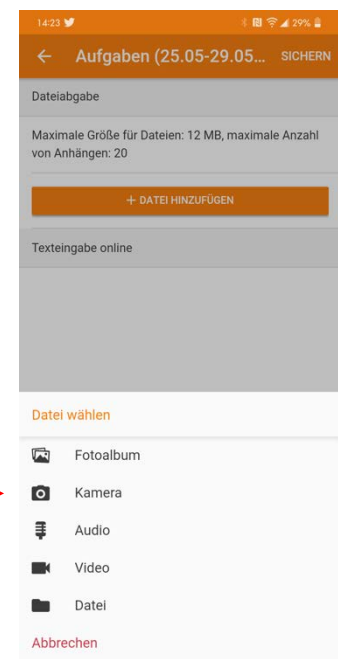 14:23 29%
Aufgaben (25.05-29.05... SICHERN
Dateiabgabe
Maximale Größe für Dateien: 12 MB, maximale Anzahl
von Anhängen: 20
+ DATEI HINZUFÜGEN
Texteingabe online
Datei wählen
Fotoalbum
Kamera
Audio
Video
Datei
Abbrechen